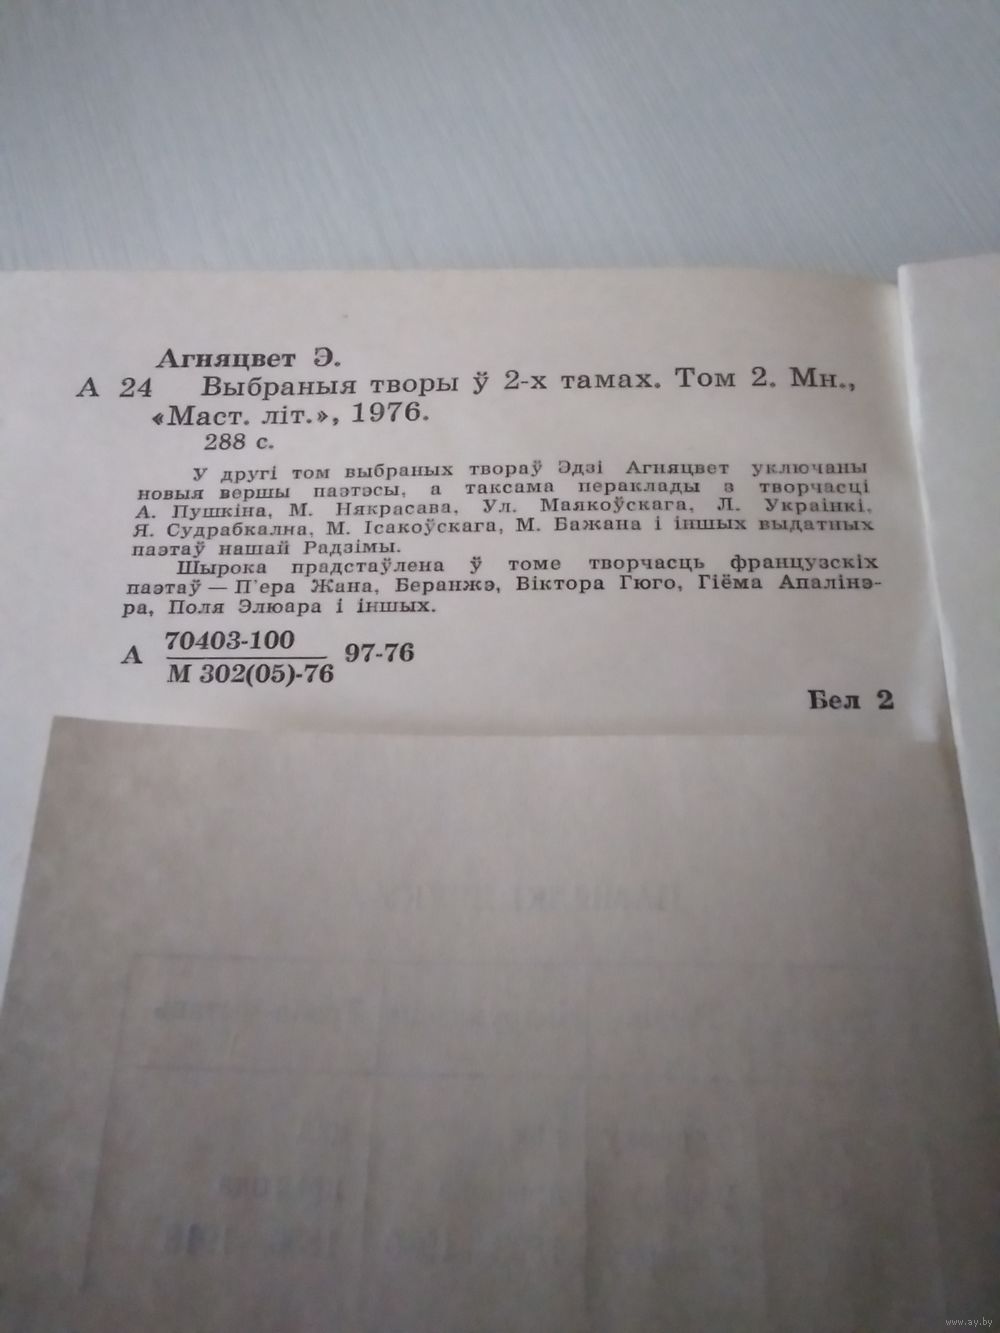 Агняцвет Э.
А 24 Выбраныя творы ў 2-х тамах. Том 2. Мн.,
«Маст. літ.», 1976.
288 с.
У другі том выбраных твораў Эдзі Агняцвет уключаны
новыя вершы паэтэсы, а таксама пераклады з творчасці
А. Пушкіна, М. Някрасава, Ул. Маякоўскага, Л. Украінкі,
Я. Судрабкална, М. Ісакоўскага, М. Бажана і іншых выдатных
паэтаў нашай Радзімы.
Шырока прадстаўлена ў томе творчасць французскіх
паэтаў — П'ера Жана, Беранжэ, Віктора Гюго, Гіёма Апалінэ-
ра, Поля Элюара і іншых.
А 70403-100 97-76
М 302(05)-76
Бел 2
www.ay.by